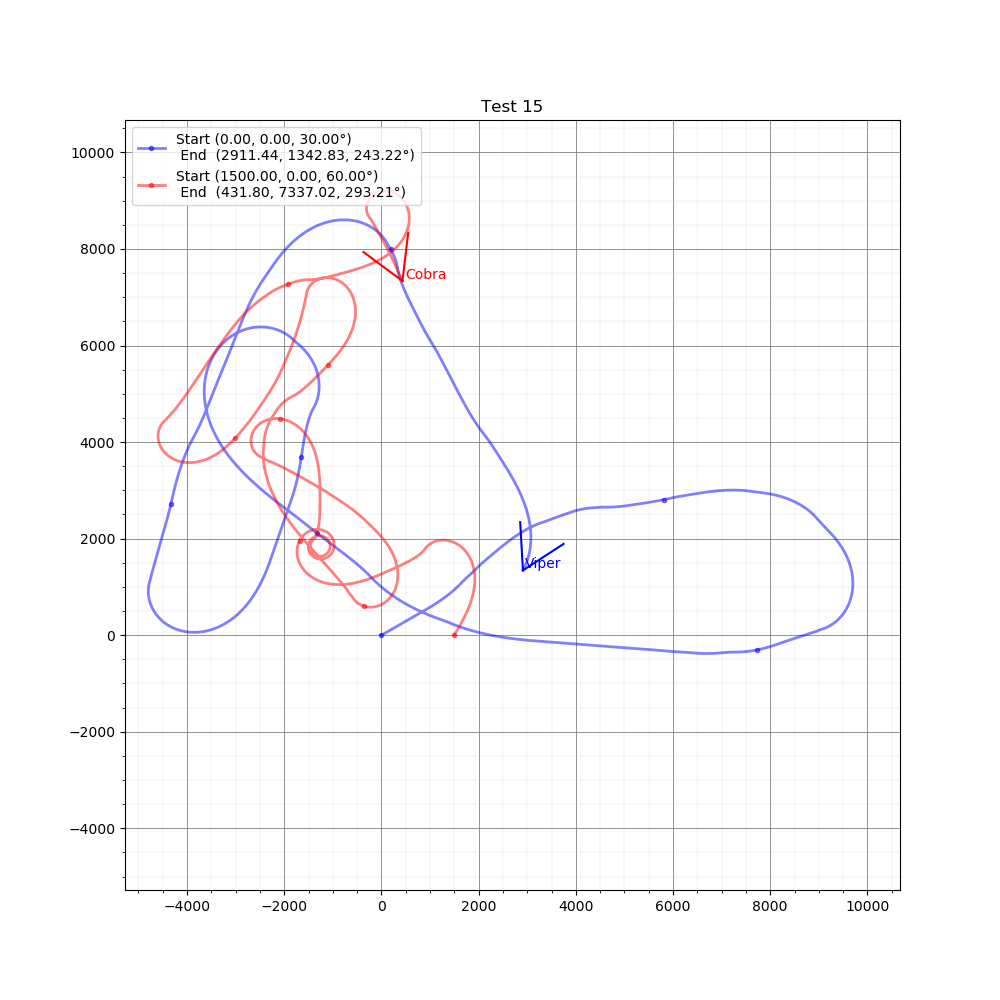 Test 15
Start (0.00, 0.00, 30.00°)
End (2911.44, 1342.83, 243.22°)
Start (1500.00, 0.00, 60.00°)
End (431.80, 7337.02, 293.21°)
10000
8000
6000
4000
2000
0
−2000
−4000
Cobra
Viper
−4000 −2000 0 2000 4000 6000 8000 10000